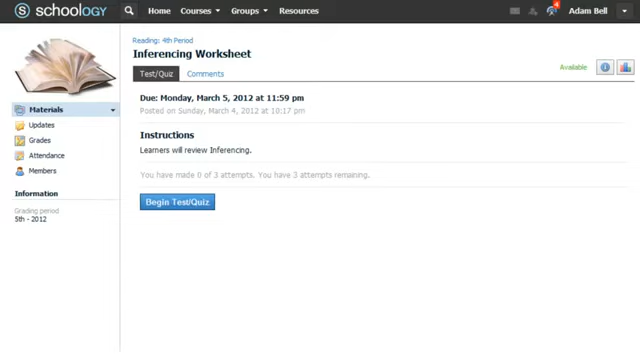 S schoology Home Courses Groups Resources 4 Adam Bell
Reading: 4th Period
Inferencing Worksheet
Available
Test/Quiz Comments
Due: Monday, March 5, 2012 at 11:59 pm
Posted on Sunday, March 4, 2012 at 10:17 pm
Instructions
Learners will review Inferencing.
You have made 0 of 3 attempts. You have 3 attempts remaining.
Begin Test/Quiz
Materials
Updates
Grades
Attendance
Members
Information
Grading period
5th - 2012